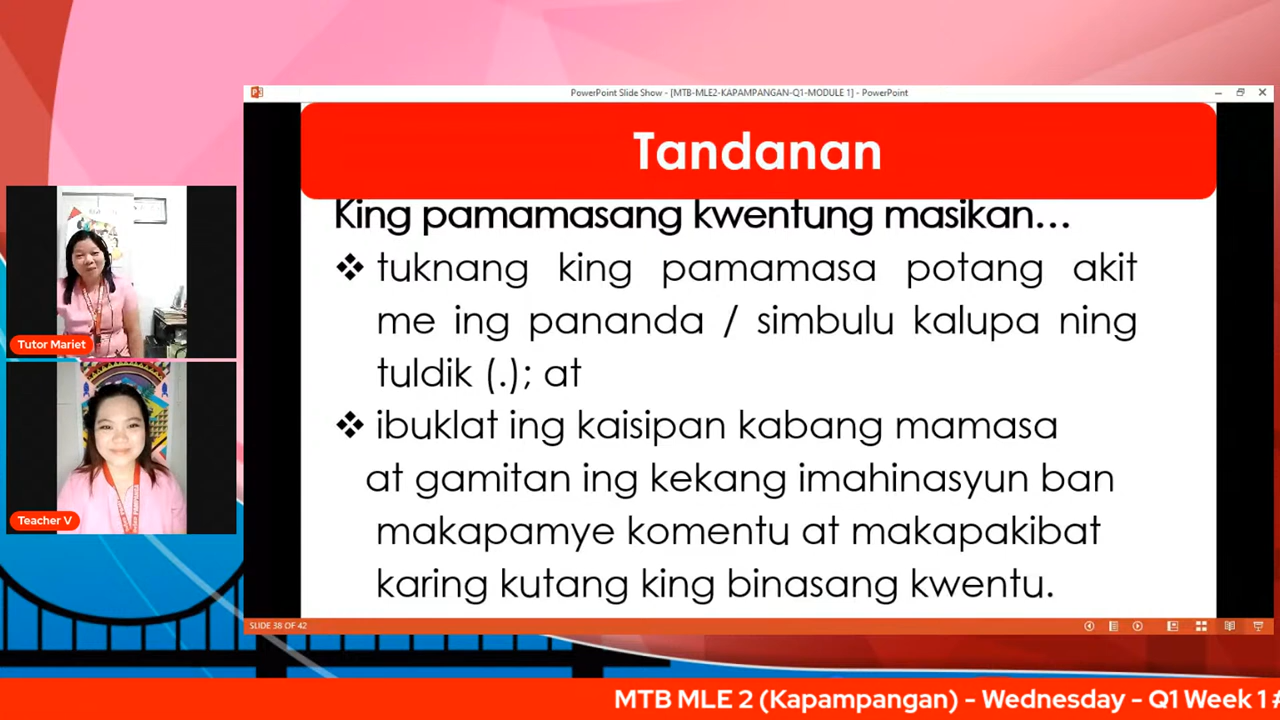 PowerPoint Slide Show - [MTB-MLE2-KAPAMPANGAN-Q1-MODULE 1] - PowerPoint
Tandanan
King pamamasang kwentung masikan...
❖ tuknang king pamamasa potang akit
me ing pananda / simbulu kalupa ning
tuldik (.); at
❖ ibuklat ing kaisipan kabang mamasa
at gamitan ing kekang imahinasyun ban
makapamye komentu at makapakibat
karing kutang king binasang kwentu.
Tutor Mariet
Teacher V
SLIDE 38 OF 42
MTB MLE 2 (Kapampangan) - Wednesday - Q1 Week 1 #